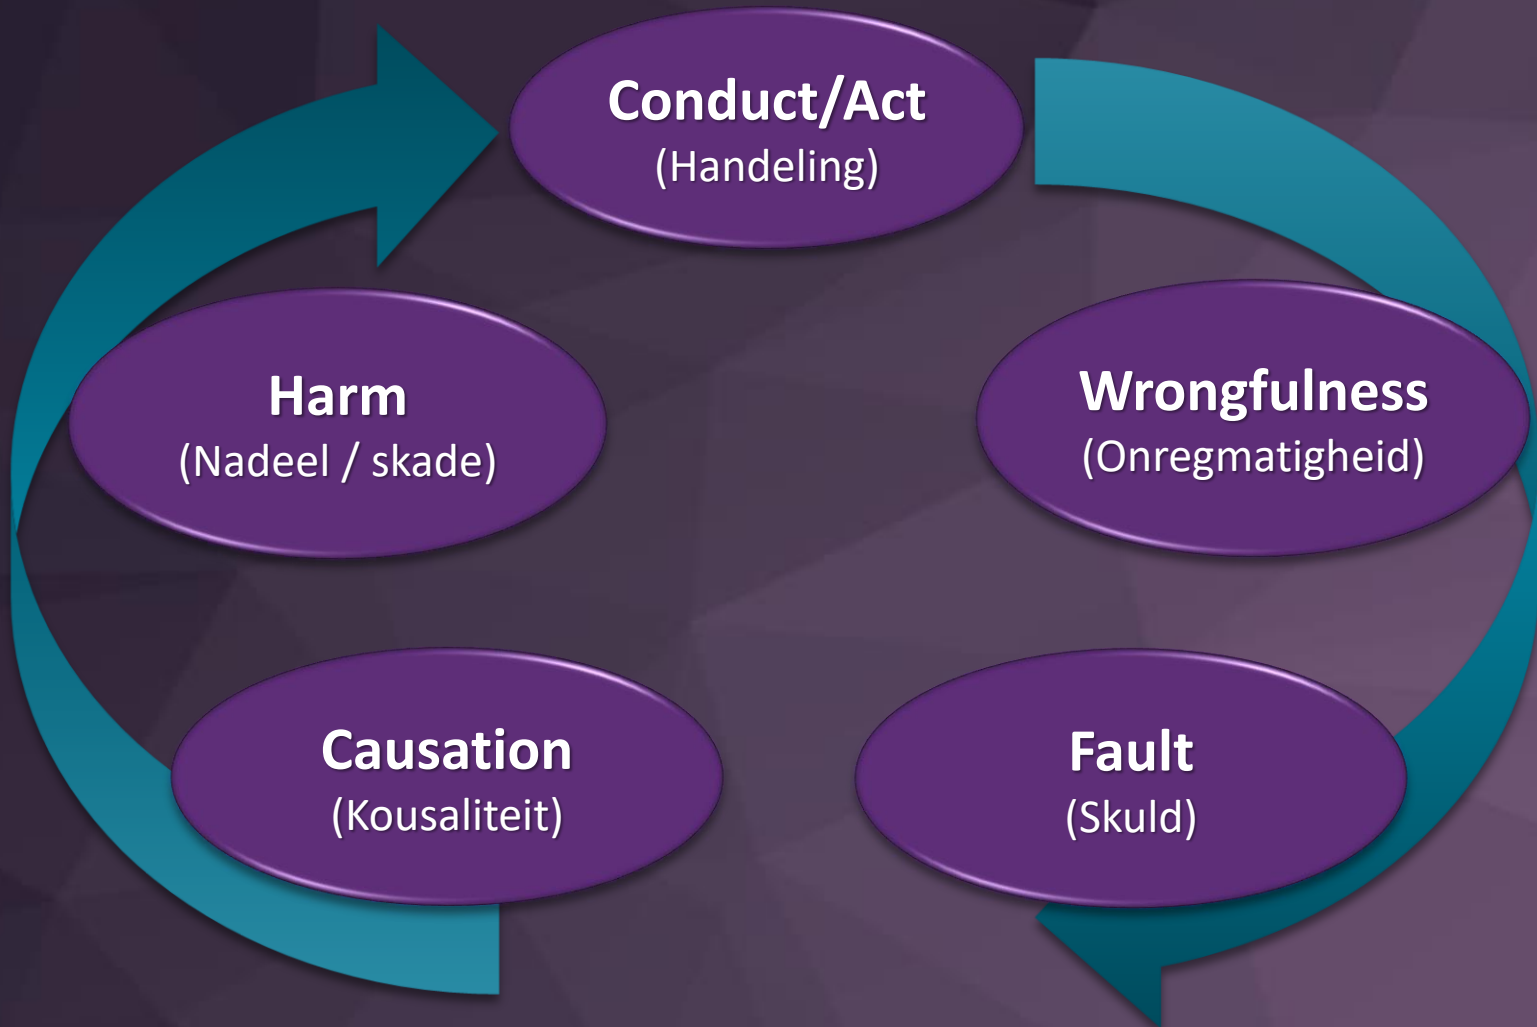 Conduct/Act
(Handeling)
Wrongfulness
(Onregmatigheid)
Fault
(Skuld)
Causation
(Kousaliteit)
Harm
(Nadeel / skade)